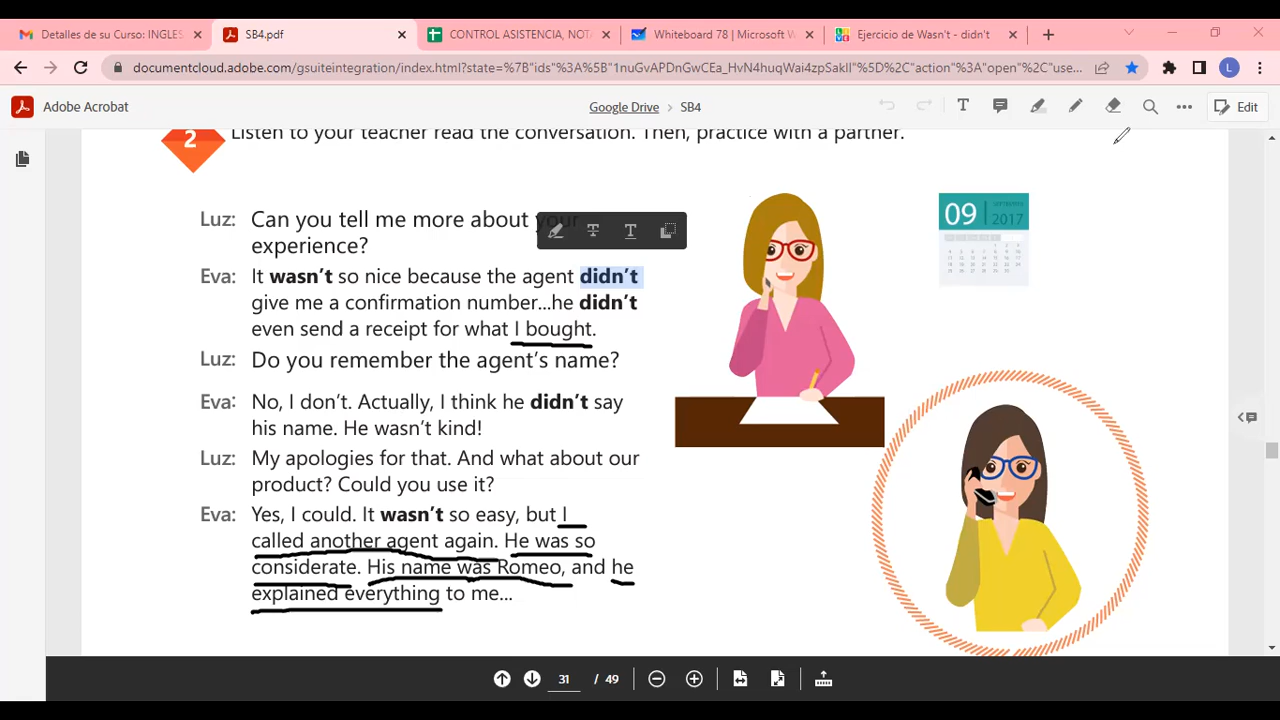 Detalles de su Curso: INGLES
SB4.pdf
CONTROL ASISTENCIA, NOTA
Whiteboard 78 | Microsoft W
Ejercicio de Wasn't - didn't
documentcloud.adobe.com/gsuiteintegration/index.html?state=%7B"ids"%3A%5B"1nuGvAPDnGwCEa_HvN4huqWai4zpSakIl"%5D%2C"action"%3A"open"%2C"use...
L
Adobe Acrobat
Google Drive
SB4
Edit
2
Listen to your teacher read the conversation. Then, practice with a partner.
09
2017
Luz: Can you tell me more about your
experience?
Eva: It wasn't so nice because the agent didn't
give me a confirmation number...he didn't
even send a receipt for what I bought.
Luz: Do you remember the agent's name?
Eva: No, I don't. Actually, I think he didn't say
his name. He wasn't kind!
Luz: My apologies for that. And what about our
product? Could you use it?
Eva: Yes, I could. It wasn't so easy, but I
called another agent again. He was so
considerate. His name was Romeo, and he
explained everything to me...
31 / 49